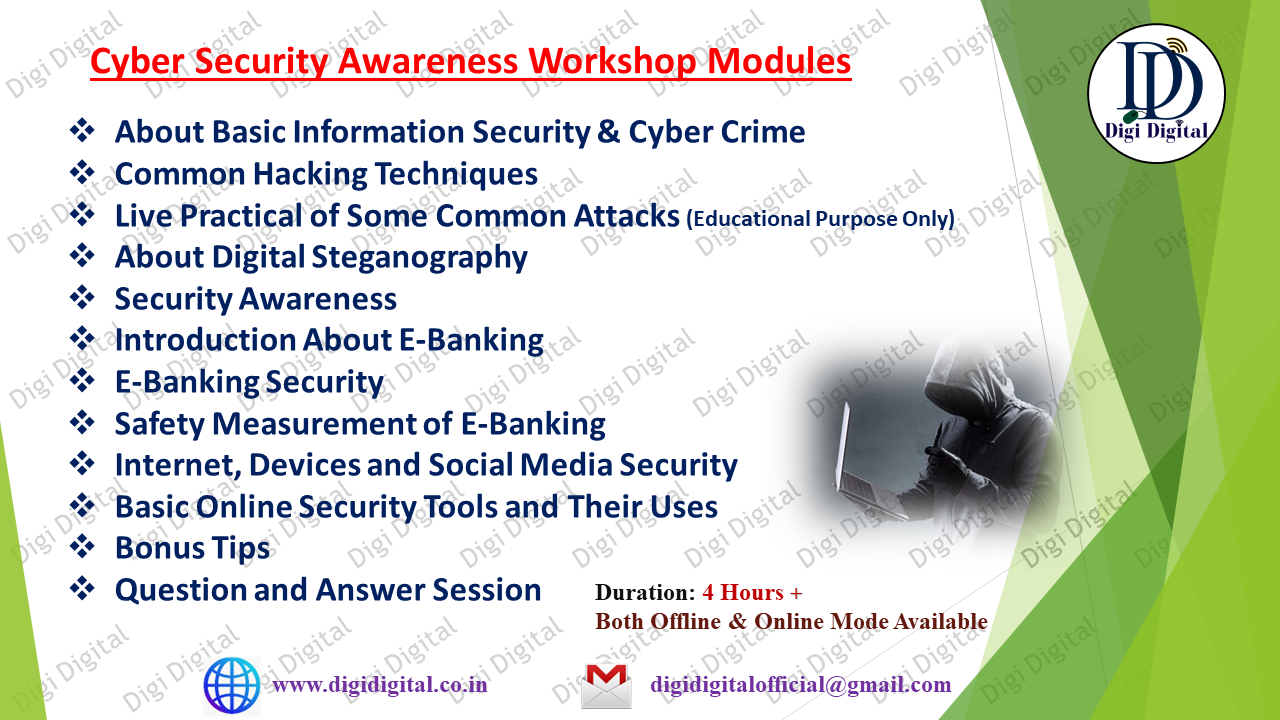 Cyber Security Awareness Workshop Modules
DD
Digi Digital
❖ About Basic Information Security & Cyber Crime
❖ Common Hacking Techniques
❖ Live Practical of Some Common Attacks (Educational Purpose Only)
❖ About Digital Steganography
❖ Security Awareness
❖ Introduction About E-Banking
❖ E-Banking Security
❖ Safety Measurement of E-Banking
❖ Internet, Devices and Social Media Security
❖ Basic Online Security Tools and Their Uses
❖ Bonus Tips
❖ Question and Answer Session
Duration: 4 Hours +
Both Offline & Online Mode Available
www.digidigital.co.in
digidigitalofficial@gmail.com
Digi Digital